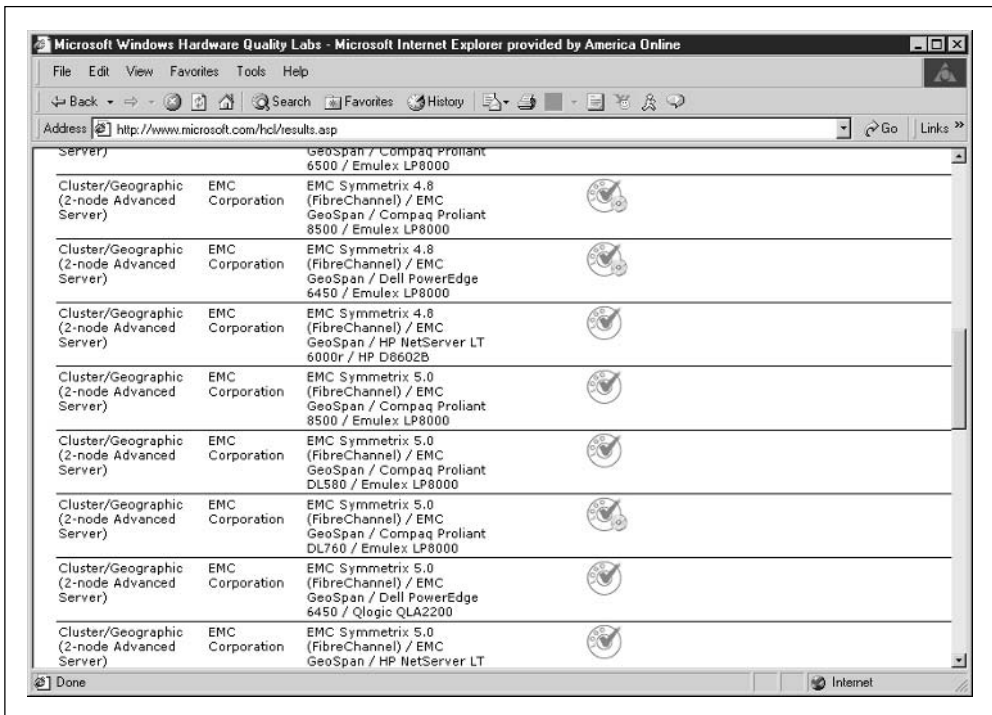 Microsoft Windows Hardware Quality Labs - Microsoft Internet Explorer provided by America Online
File Edit View Favorites Tools Help
Back Search Favorites History
Address http://www.microsoft.com/hcl/results.asp Go Links »
Server) GeoSpan / Compaq Proliant
6500 / Emulex LP8000
Cluster/Geographic EMC EMC Symmetrix 4.8
(2-node Advanced Corporation (FibreChannel) / EMC
Server) GeoSpan / Compaq Proliant
8500 / Emulex LP8000
Cluster/Geographic EMC EMC Symmetrix 4.8
(2-node Advanced Corporation (FibreChannel) / EMC
Server) GeoSpan / Dell PowerEdge
6450 / Emulex LP8000
Cluster/Geographic EMC EMC Symmetrix 4.8
(2-node Advanced Corporation (FibreChannel) / EMC
Server) GeoSpan / HP NetServer LT
6000r / HP D8602B
Cluster/Geographic EMC EMC Symmetrix 5.0
(2-node Advanced Corporation (FibreChannel) / EMC
Server) GeoSpan / Compaq Proliant
8500 / Emulex LP8000
Cluster/Geographic EMC EMC Symmetrix 5.0
(2-node Advanced Corporation (FibreChannel) / EMC
Server) GeoSpan / Compaq Proliant
DL580 / Emulex LP8000
Cluster/Geographic EMC EMC Symmetrix 5.0
(2-node Advanced Corporation (FibreChannel) / EMC
Server) GeoSpan / Compaq Proliant
DL760 / Emulex LP8000
Cluster/Geographic EMC EMC Symmetrix 5.0
(2-node Advanced Corporation (FibreChannel) / EMC
Server) GeoSpan / Dell PowerEdge
6450 / Qlogic QLA2200
Cluster/Geographic EMC EMC Symmetrix 5.0
(2-node Advanced Corporation (FibreChannel) / EMC
Server) GeoSpan / HP NetServer LT
Done Internet